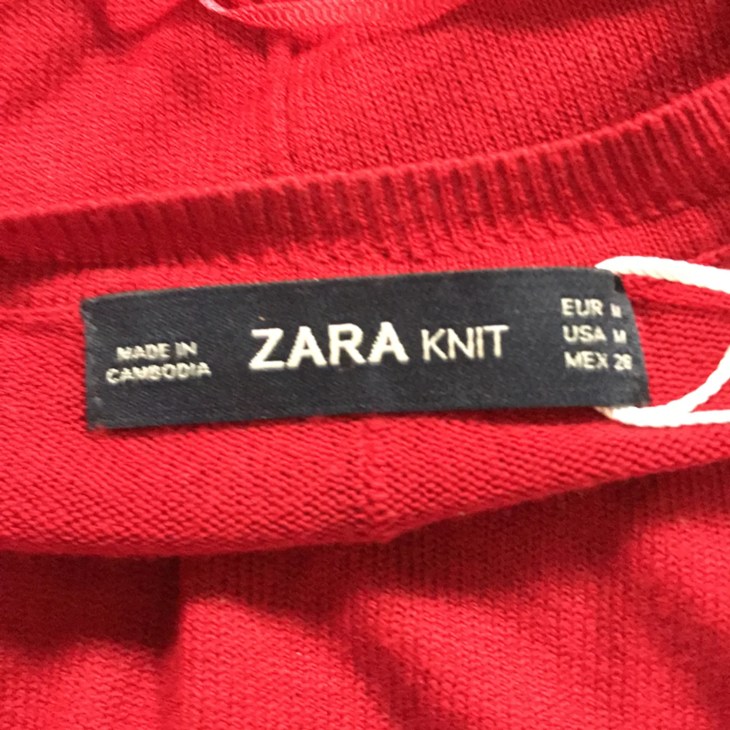 MADE IN
CAMBODIA
ZARA KNIT
EUR M
USA M
MEX 28